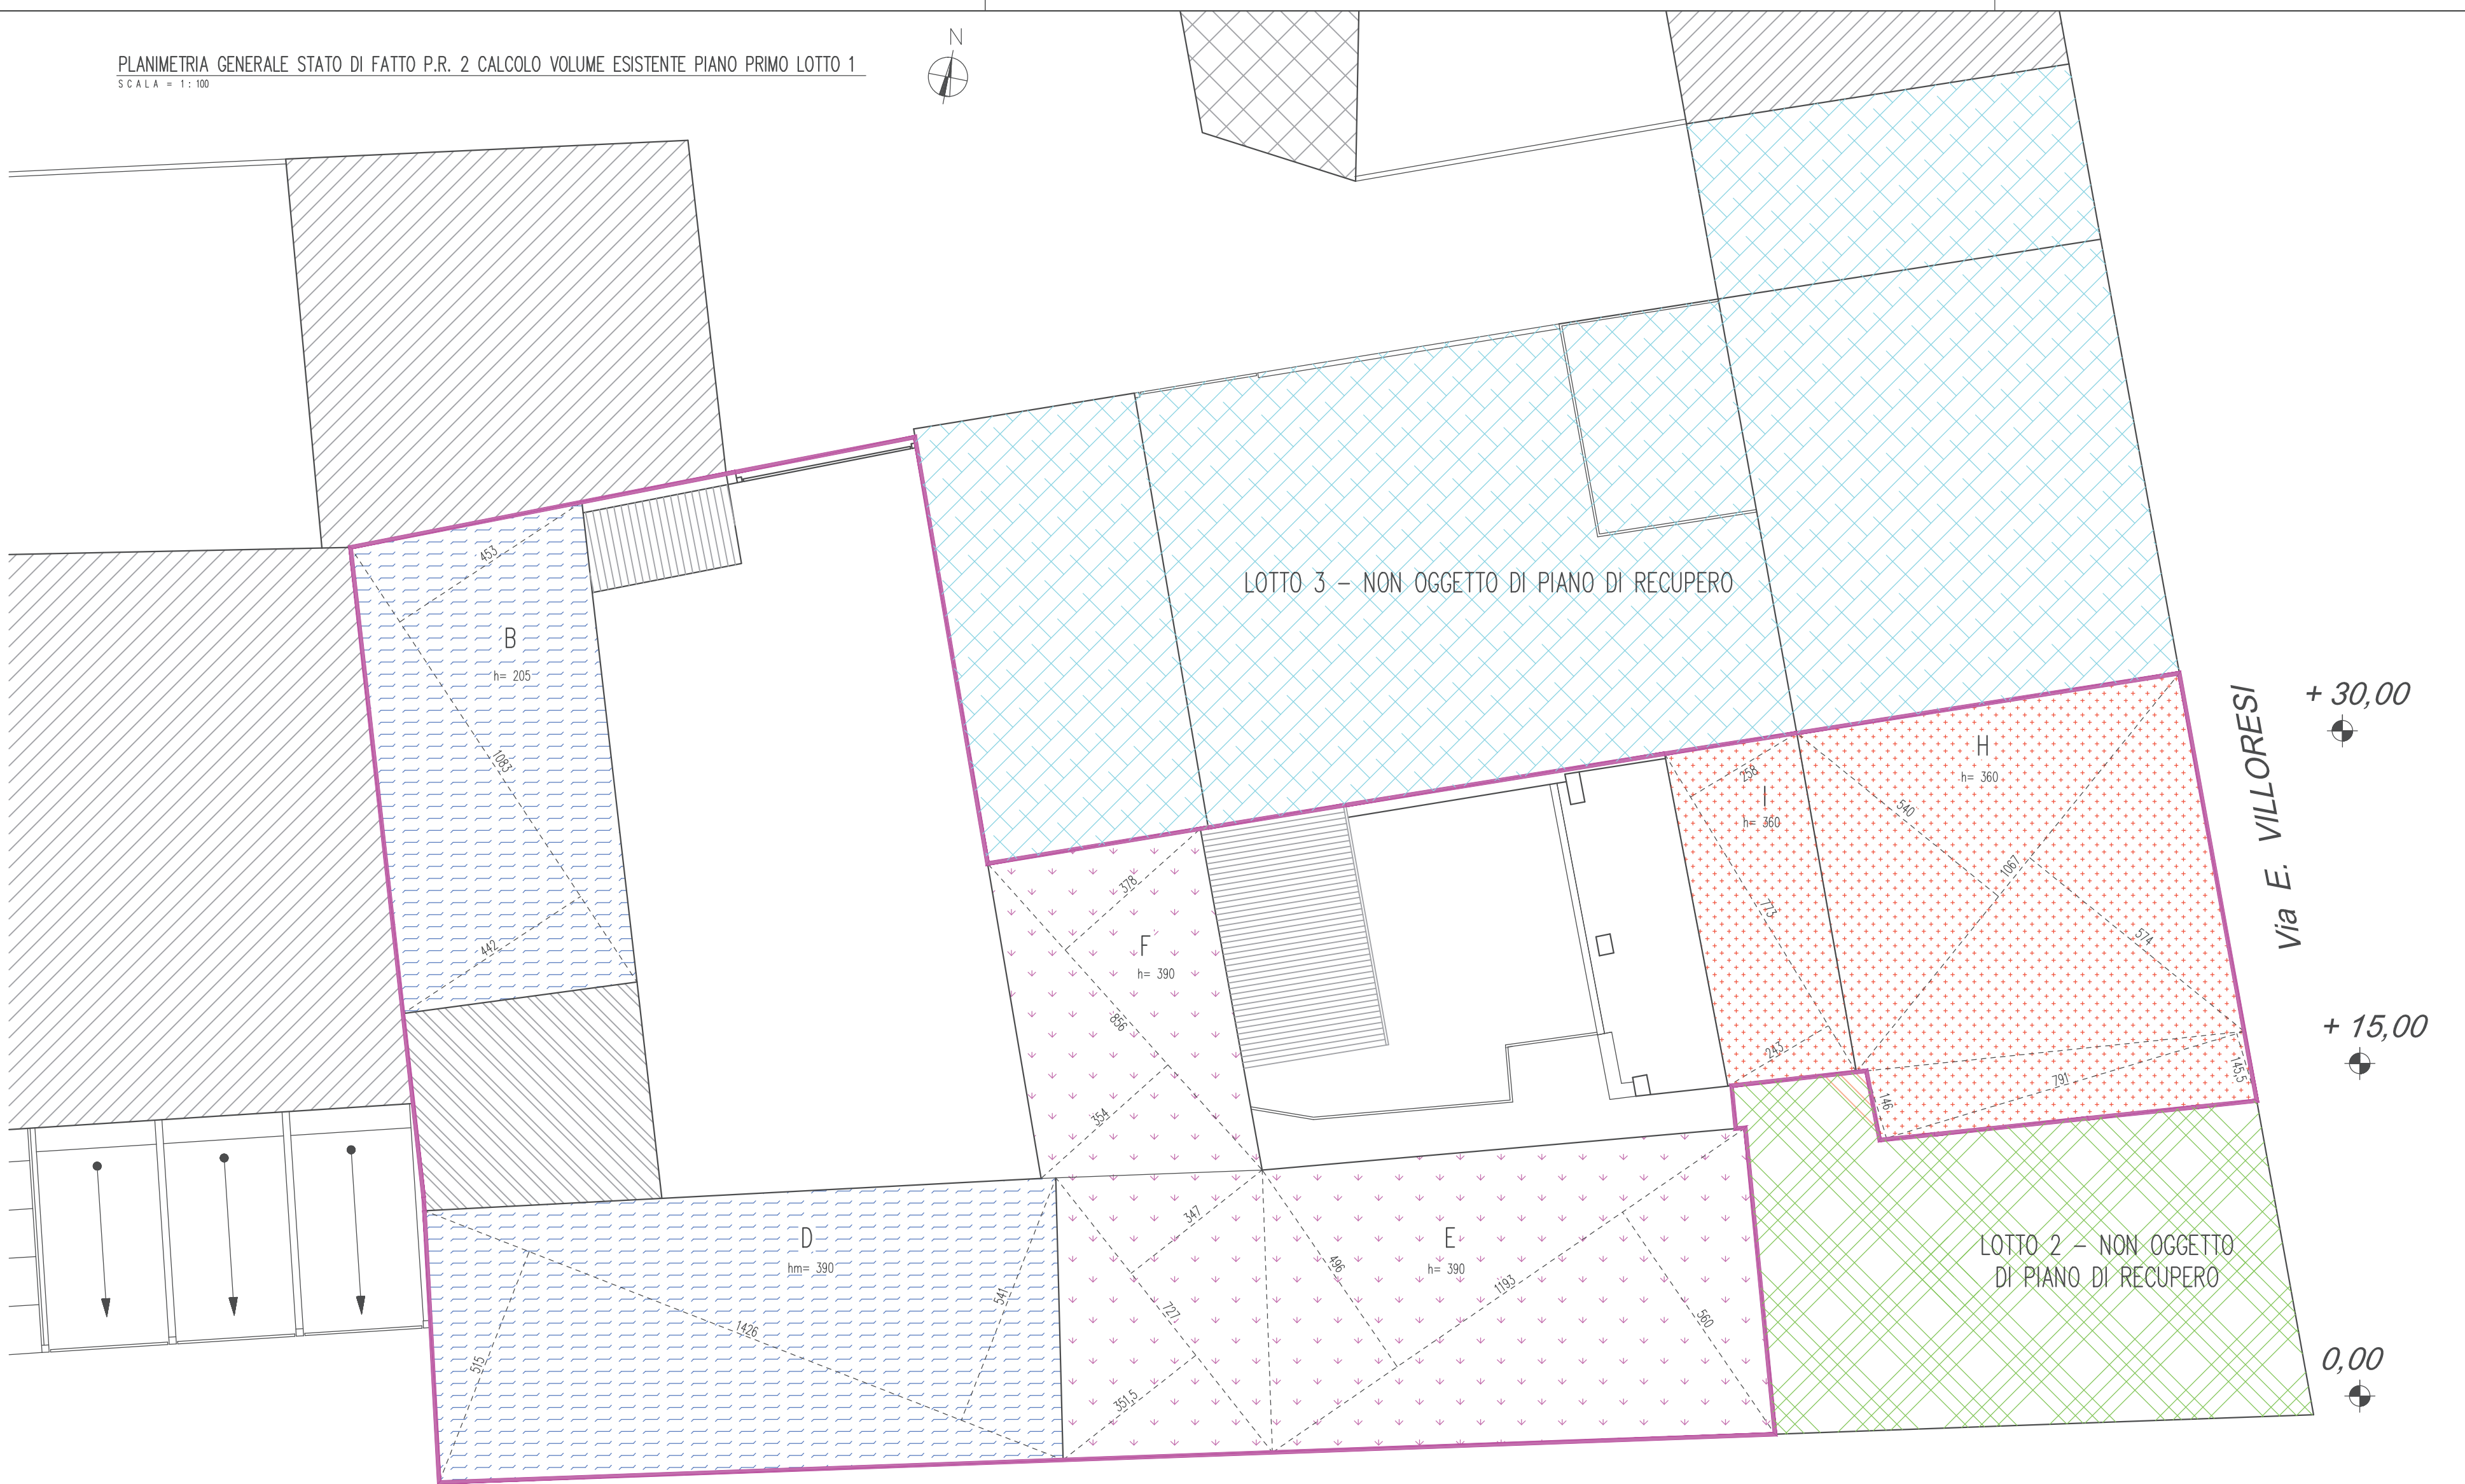 N
PLANIMETRIA GENERALE STATO DI FATTO P.R. 2 CALCOLO VOLUME ESISTENTE PIANO PRIMO LOTTO 1
SCALA = 1:100
453
B
h= 205
1083
442
LOTTO 3 - NON OGGETTO DI PIANO DI RECUPERO
+ 30,00
Via E. VILLORESI
H
h= 360
258
I
h= 360
540
1067
773
574
378
F
h= 390
856
354
243
791
145,5
146
+ 15,00
D
hm= 390
541
1426
515
347
727
351,5
496
E
h= 390
1193
560
LOTTO 2 - NON OGGETTO
DI PIANO DI RECUPERO
0,00